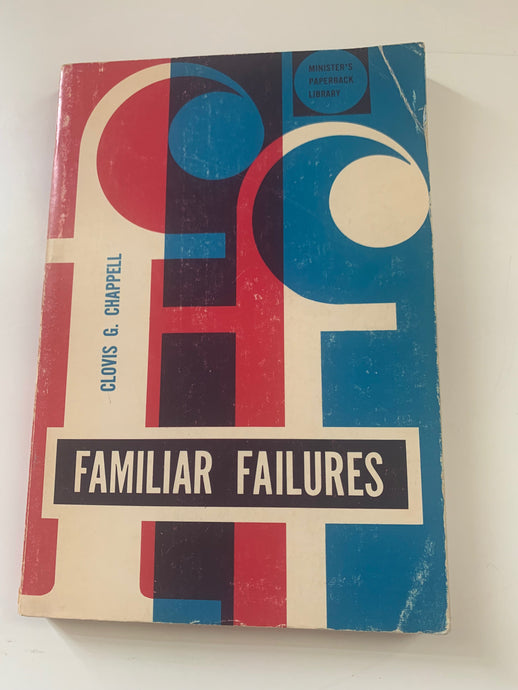 MINISTER'S
PAPERBACK
LIBRARY
CLOVIS G. CHAPPELL
FAMILIAR FAILURES